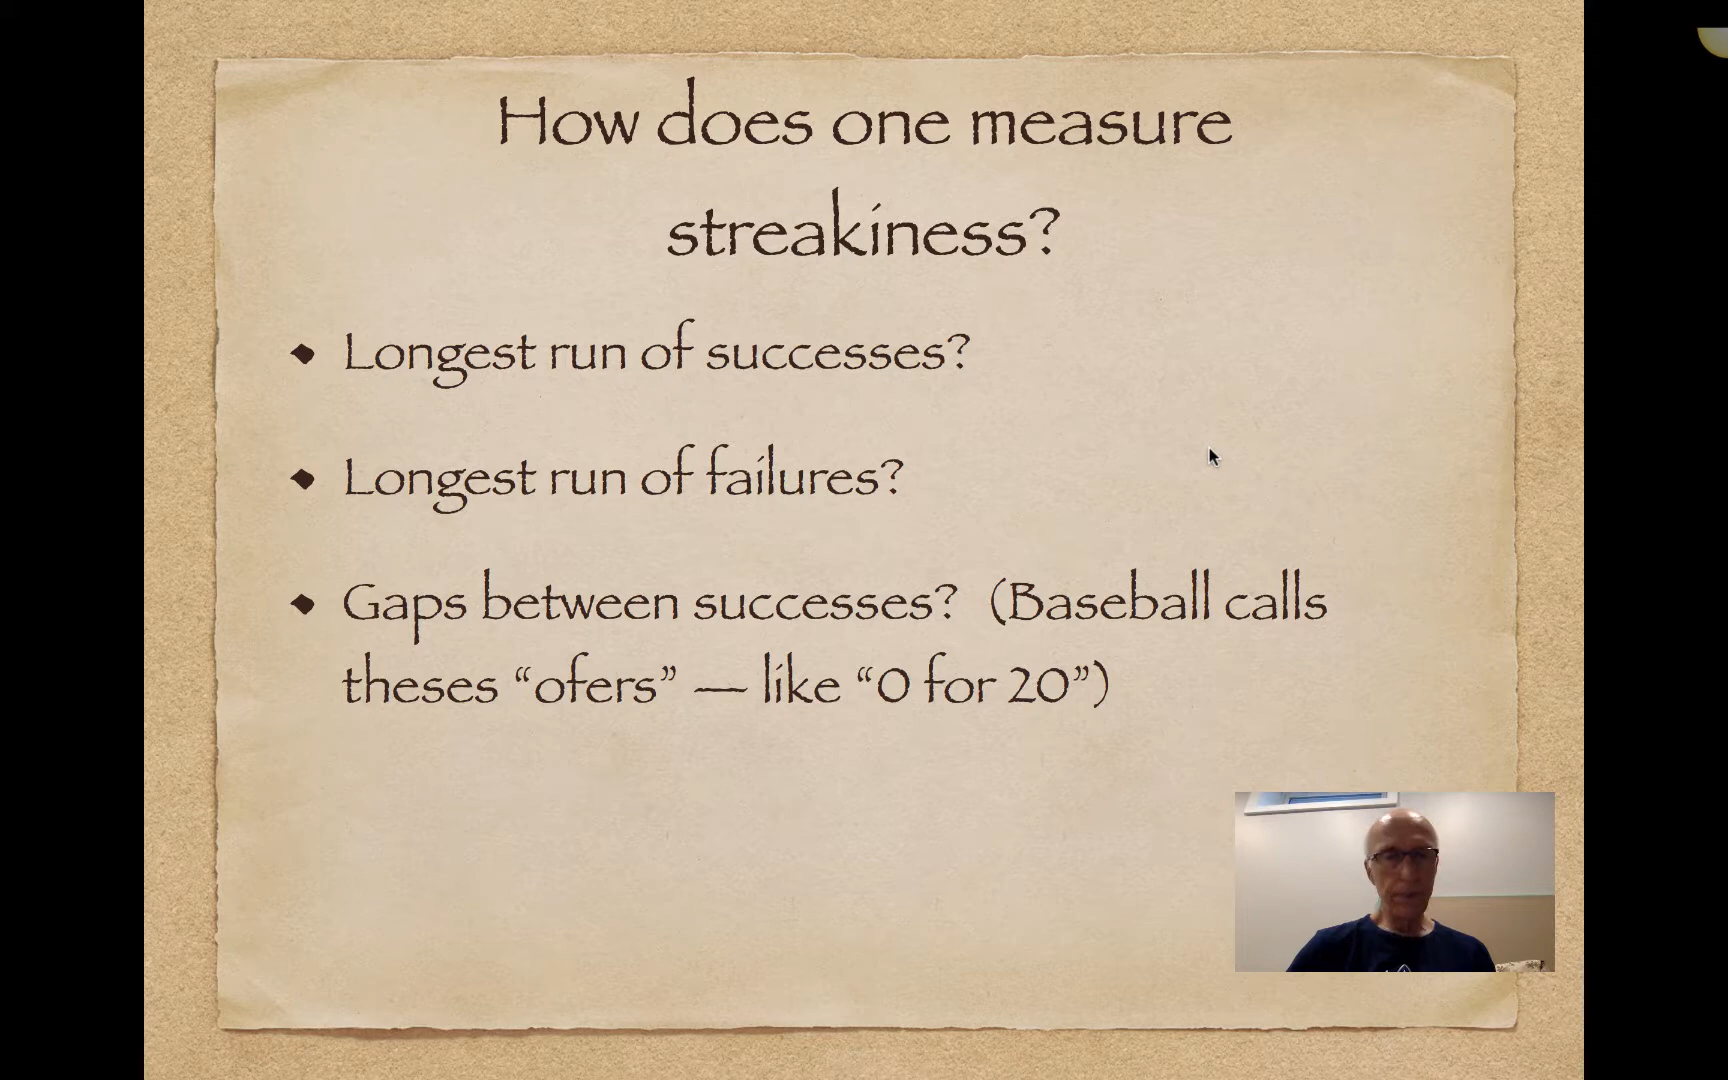 How does one measure
streakiness?
Longest run of successes?
Longest run of failures?
Gaps between successes? (Baseball calls
theses “ofers” — like “0 for 20”)